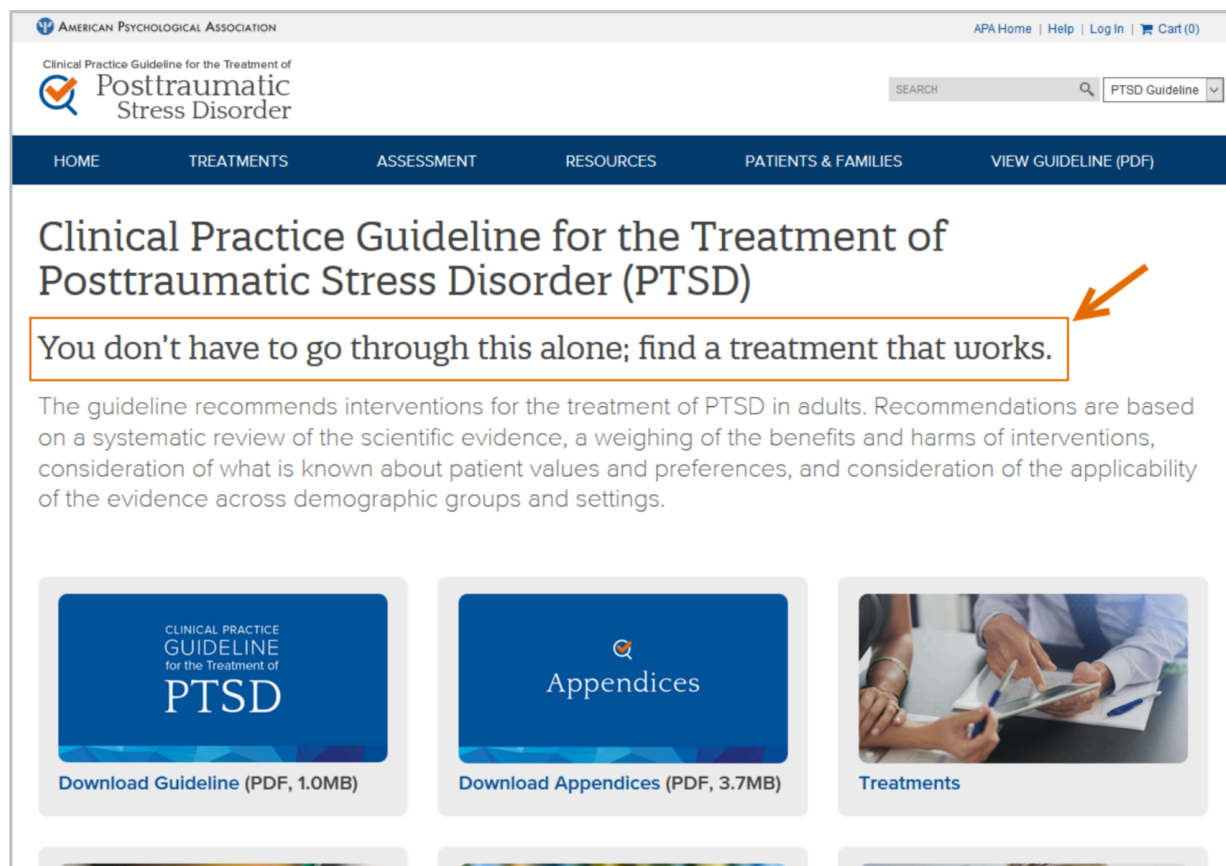 AMERICAN PSYCHOLOGICAL ASSOCIATION
APA Home | Help | Log In | Cart (0)
Clinical Practice Guideline for the Treatment of
Posttraumatic
Stress Disorder
SEARCH
PTSD Guideline
HOME TREATMENTS ASSESSMENT RESOURCES PATIENTS & FAMILIES VIEW GUIDELINE (PDF)
Clinical Practice Guideline for the Treatment of
Posttraumatic Stress Disorder (PTSD)
You don't have to go through this alone; find a treatment that works.
The guideline recommends interventions for the treatment of PTSD in adults. Recommendations are based
on a systematic review of the scientific evidence, a weighing of the benefits and harms of interventions,
consideration of what is known about patient values and preferences, and consideration of the applicability
of the evidence across demographic groups and settings.
CLINICAL PRACTICE
GUIDELINE
for the Treatment of
PTSD
Download Guideline (PDF, 1.0MB)
Appendices
Download Appendices (PDF, 3.7MB)
Treatments